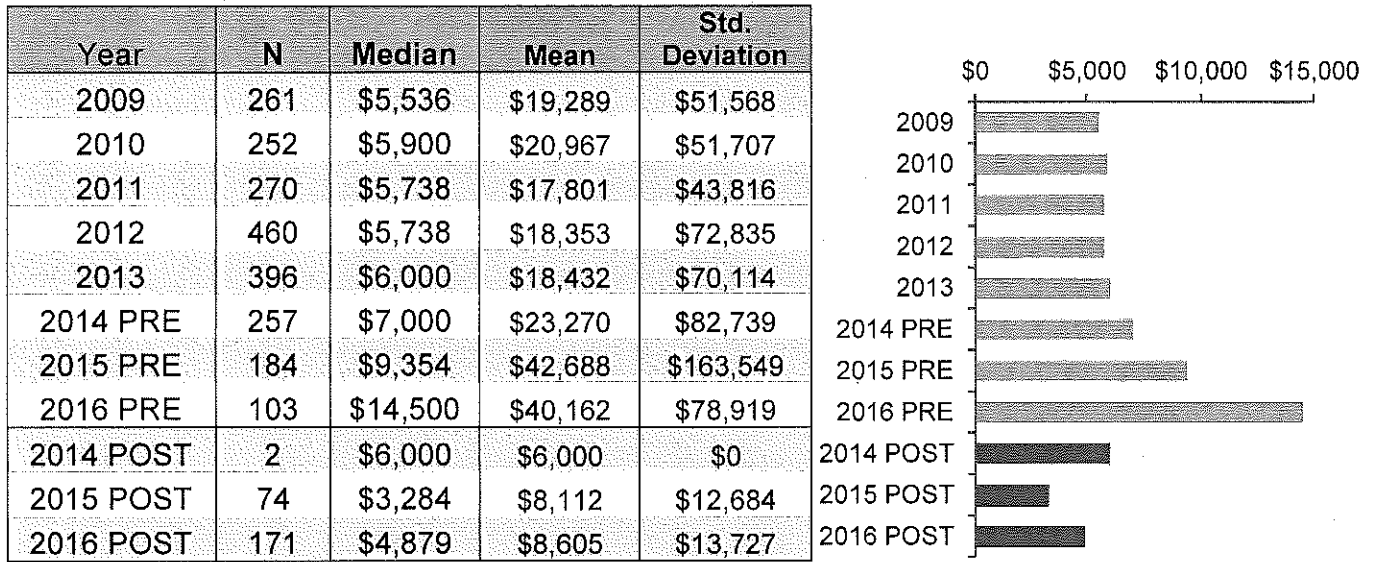 Year N Median Mean Std. Deviation
2009 261 $5,536 $19,289 $51,568
2010 252 $5,900 $20,967 $51,707
2011 270 $5,738 $17,801 $43,816
2012 460 $5,738 $18,353 $72,835
2013 396 $6,000 $18,432 $70,114
2014 PRE 257 $7,000 $23,270 $82,739
2015 PRE 184 $9,354 $42,688 $163,549
2016 PRE 103 $14,500 $40,162 $78,919
2014 POST 2 $6,000 $6,000 $0
2015 POST 74 $3,284 $8,112 $12,684
2016 POST 171 $4,879 $8,605 $13,727
$0 $5,000 $10,000 $15,000
2009
2010
2011
2012
2013
2014 PRE
2015 PRE
2016 PRE
2014 POST
2015 POST
2016 POST